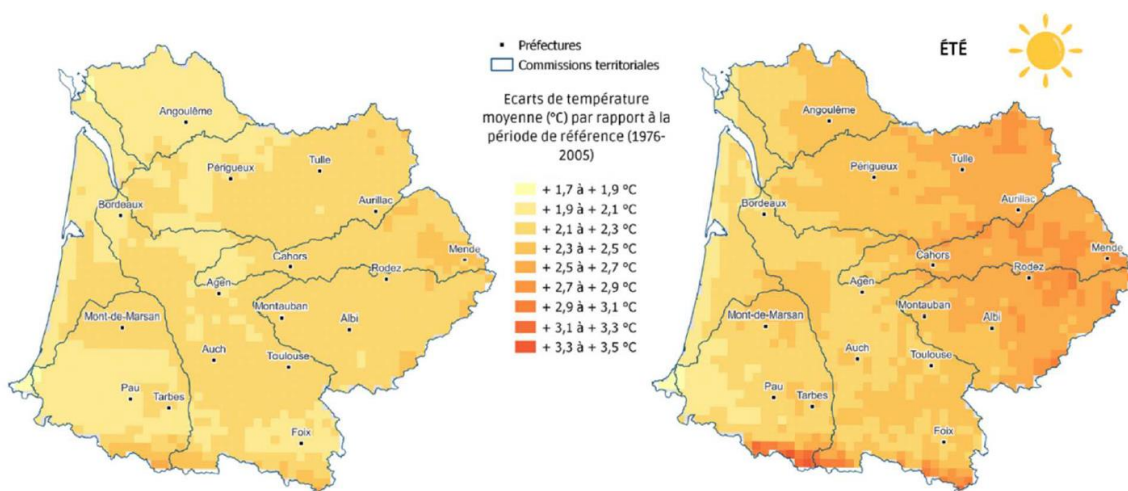 Préfectures
Commissions territoriales
Ecarts de température
moyenne (°C) par rapport à la
période de référence (1976-
2005)
+ 1,7 à + 1,9 °C
+ 1,9 à + 2,1 °C
+ 2,1 à + 2,3 °C
+ 2,3 à + 2,5 °C
+ 2,5 à + 2,7 °C
+ 2,7 à + 2,9 °C
+ 2,9 à + 3,1 °C
+ 3,1 à + 3,3 °C
+ 3,3 à + 3,5 °C
Angoulême
Périgueux
Tulle
Bordeaux
Aurillac
Mende
Cahors
Rodez
Agen
Montauban
Mont-de-Marsan
Albi
Auch
Toulouse
Pau
Tarbes
Foix
ÉTÉ
Angoulême
Périgueux
Tulle
Bordeaux
Aurillac
Mende
Cahors
Rodez
Agen
Montauban
Mont-de-Marsan
Albi
Auch
Toulouse
Pau
Tarbes
Foix